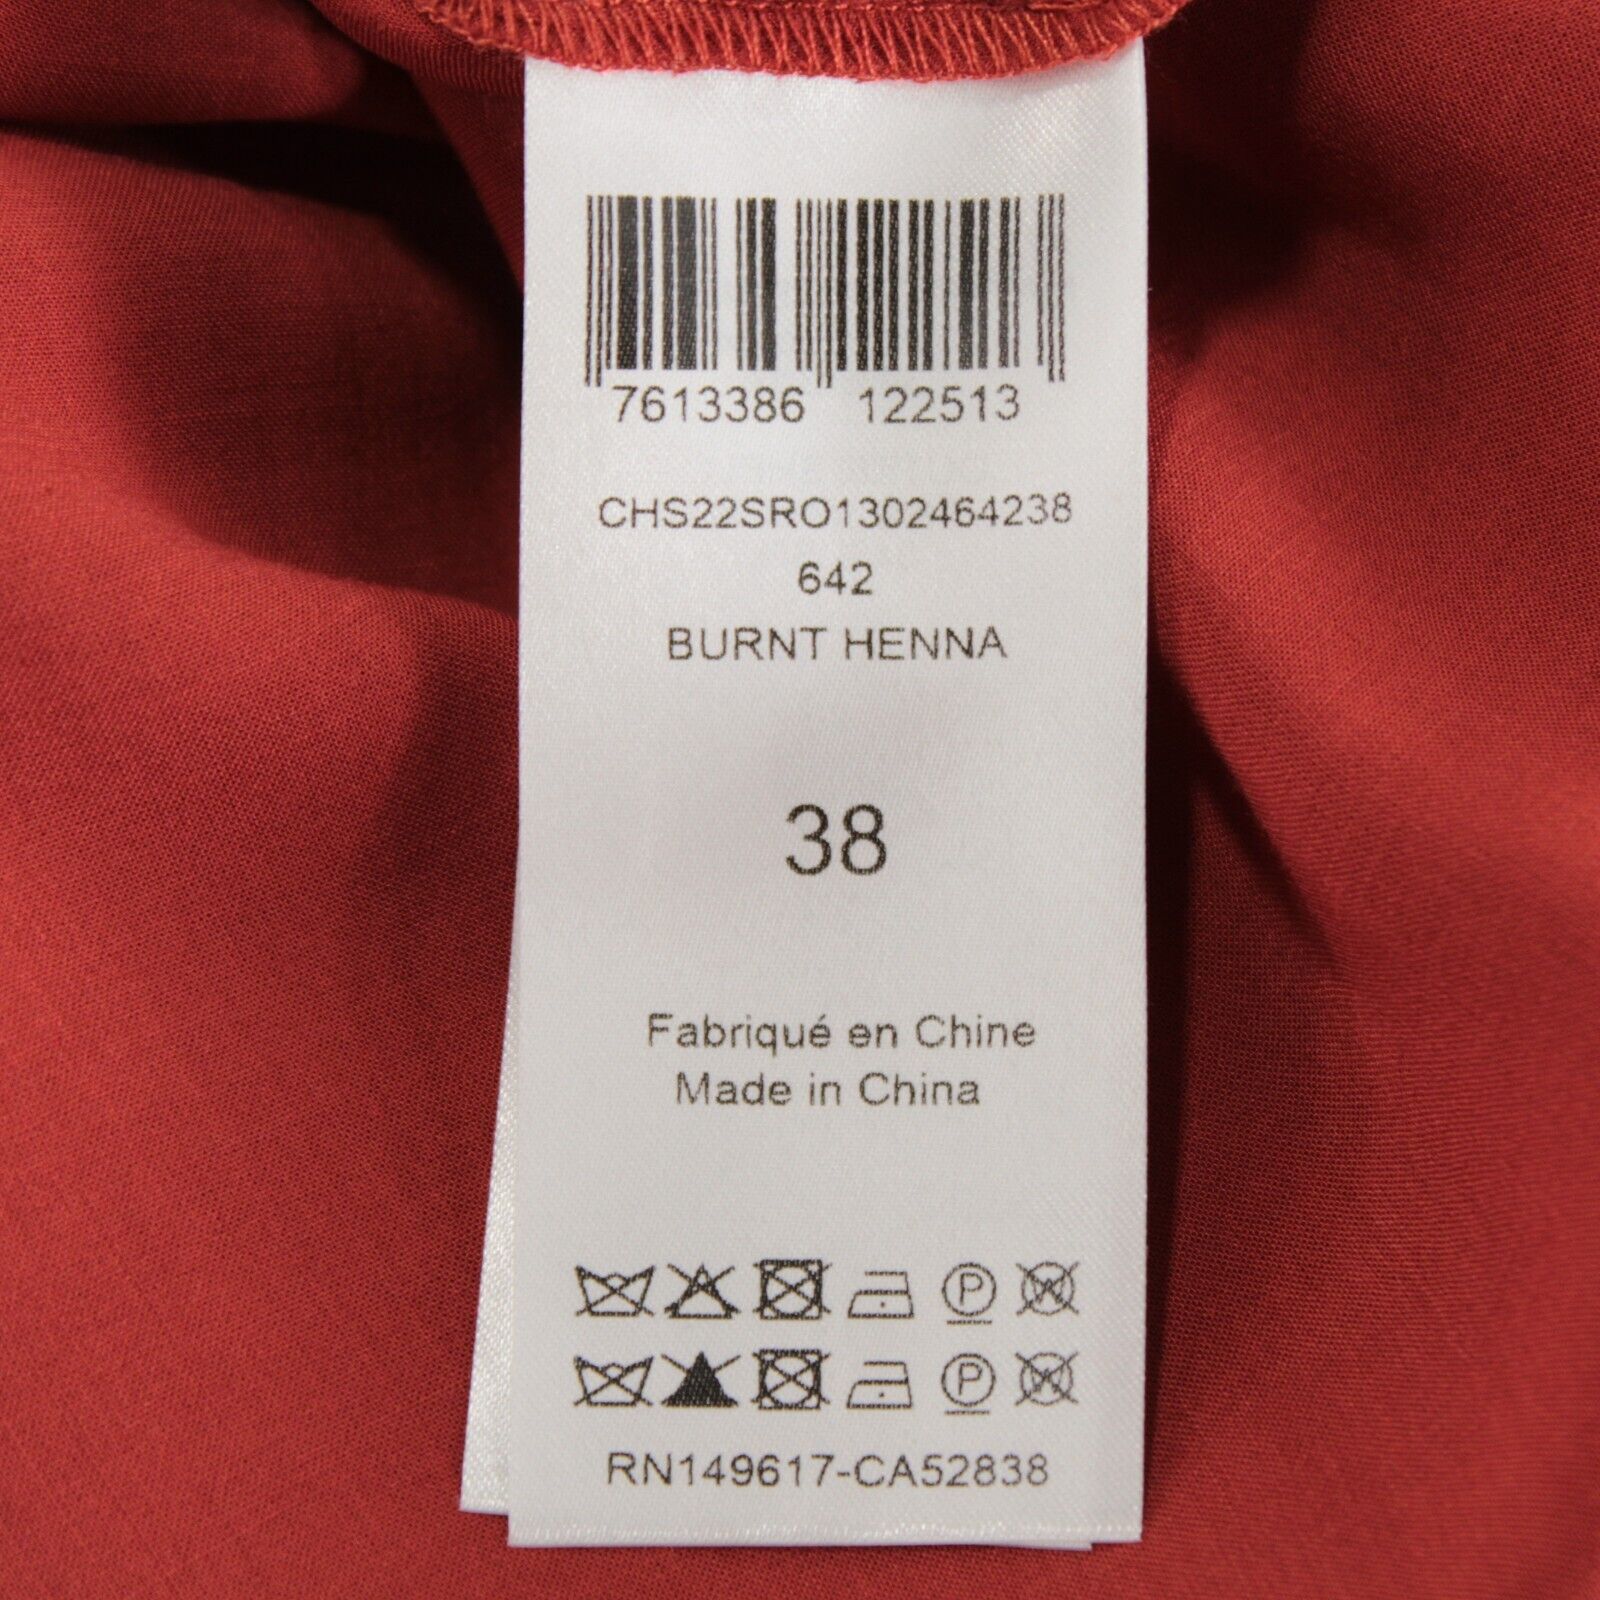 7613386 122513
CHS22SRO1302464238
642
BURNT HENNA
38
Fabriqué en Chine
Made in China
P W
P W
RN149617-CA52838